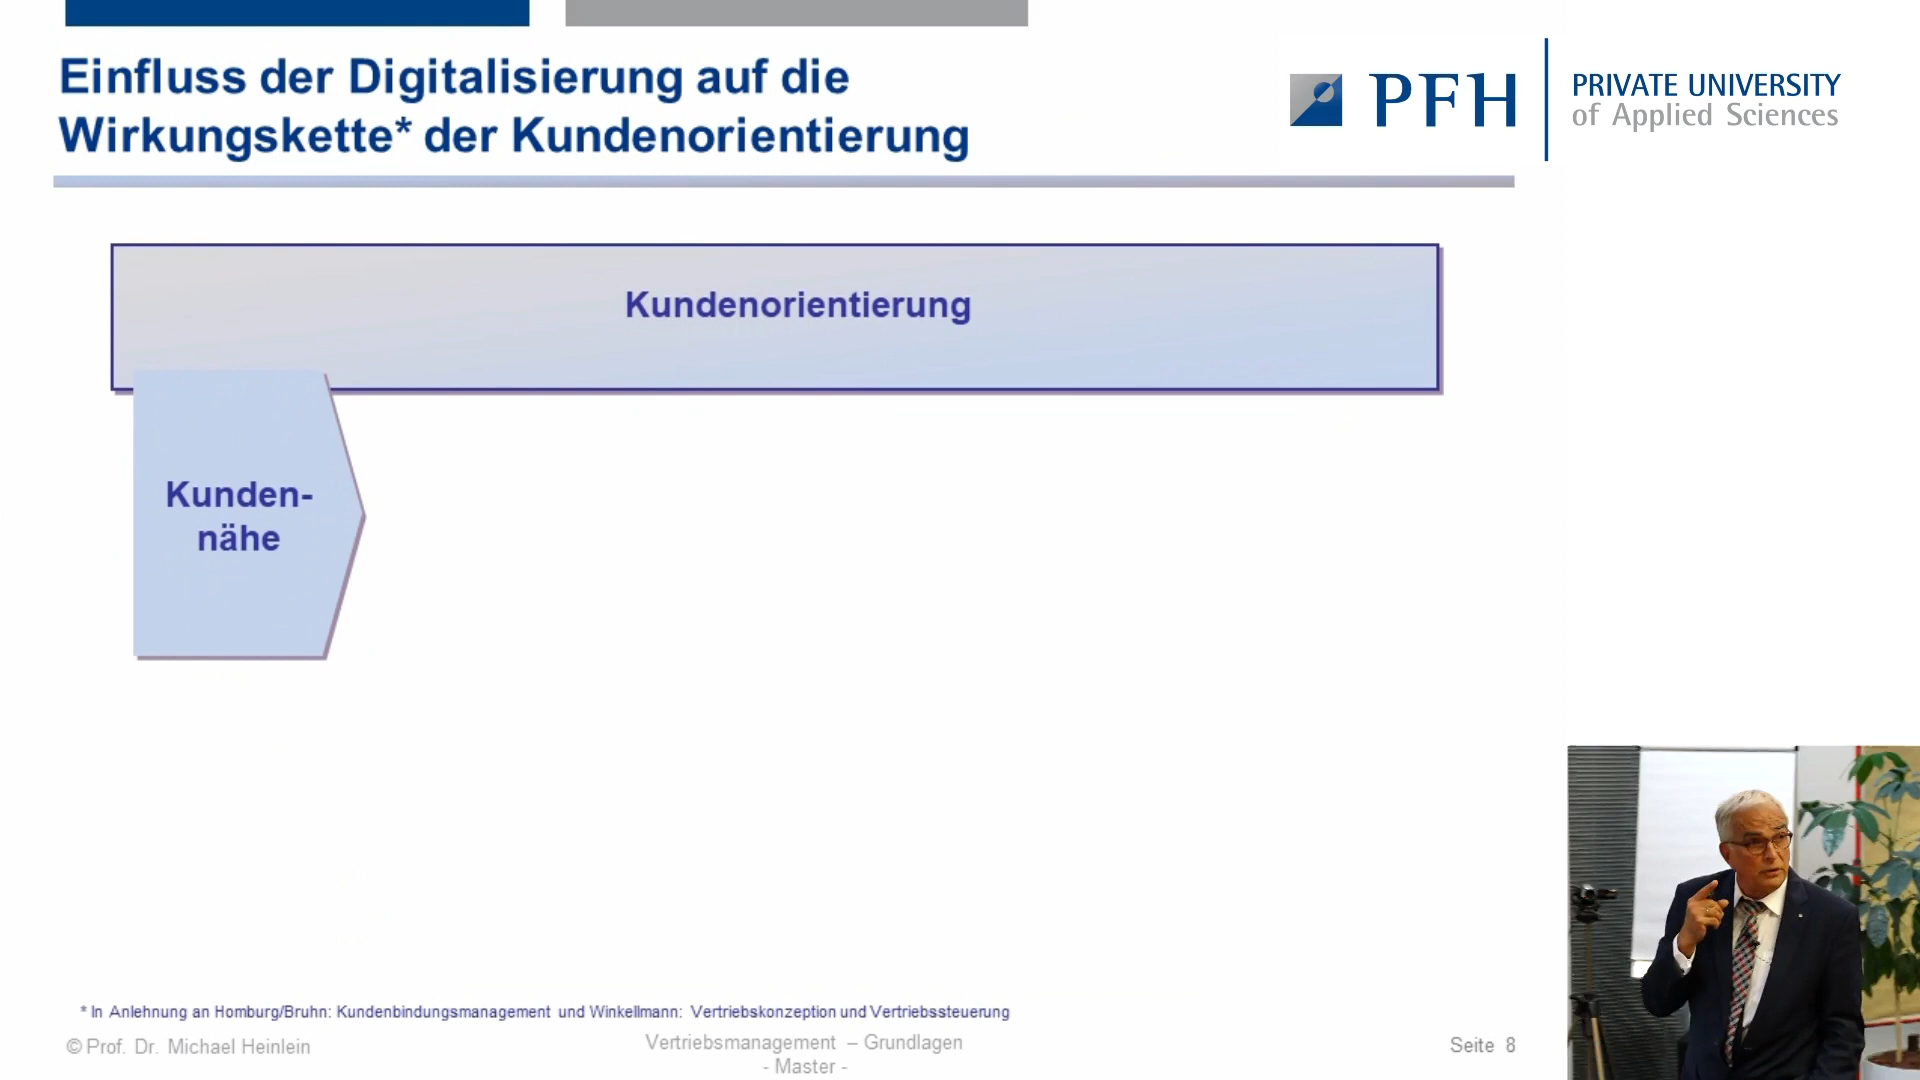 Einfluss der Digitalisierung auf die
Wirkungskette* der Kundenorientierung
PFH
PRIVATE UNIVERSITY
of Applied Sciences
Kundenorientierung
Kunden-
nähe
* In Anlehnung an Homburg/Bruhn: Kundenbindungsmanagement und Winkellmann: Vertriebskonzeption und Vertriebssteuerung
© Prof. Dr. Michael Heinlein
Vertriebsmanagement – Grundlagen
- Master -
Seite 8